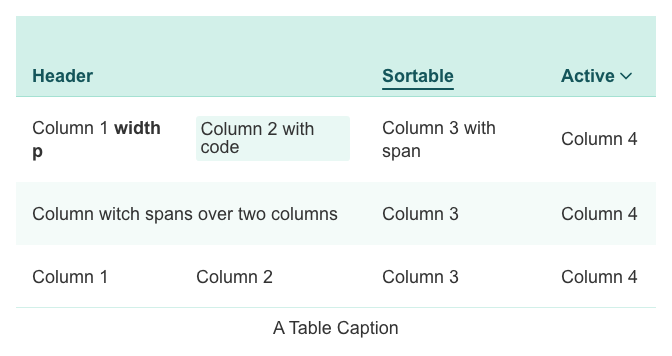 Header Sortable Active
Column 1 width Column 2 with Column 3 with Column 4
p code span
Column witch spans over two columns Column 3 Column 4
Column 1 Column 2 Column 3 Column 4
A Table Caption